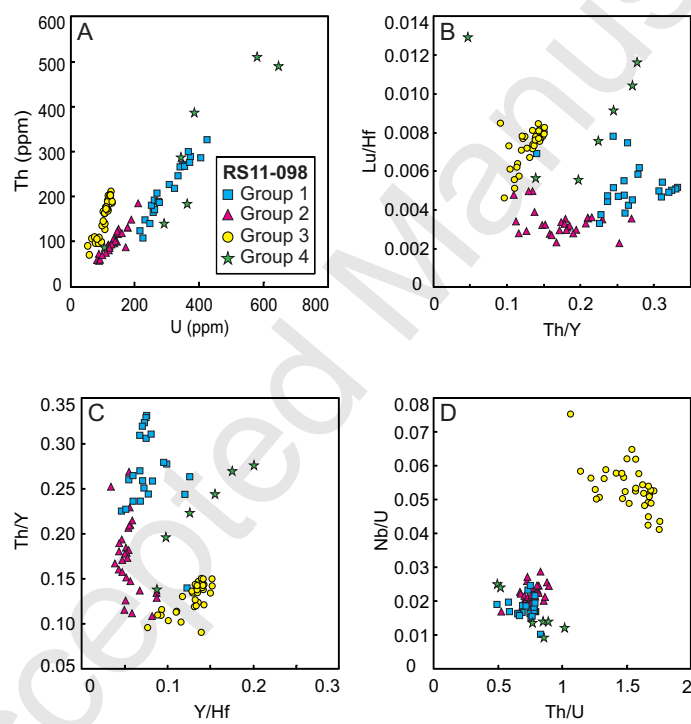 A
600
500
400
300
200
100
0
Th (ppm)
0 200 400 600 800
U (ppm)
RS11-098
Group 1
Group 2
Group 3
Group 4
B
0.014
0.012
0.010
0.008
0.006
0.004
0.002
0
Lu/Hf
0.1 0.2 0.3
Th/Y
C
0.35
0.30
0.25
0.20
0.15
0.10
0.05
Th/Y
0 0.1 0.2 0.3
Y/Hf
D
0.08
0.07
0.06
0.05
0.04
0.03
0.02
0.01
0
Nb/U
0 0.5 1 1.5 2
Th/U
ccepted Manus